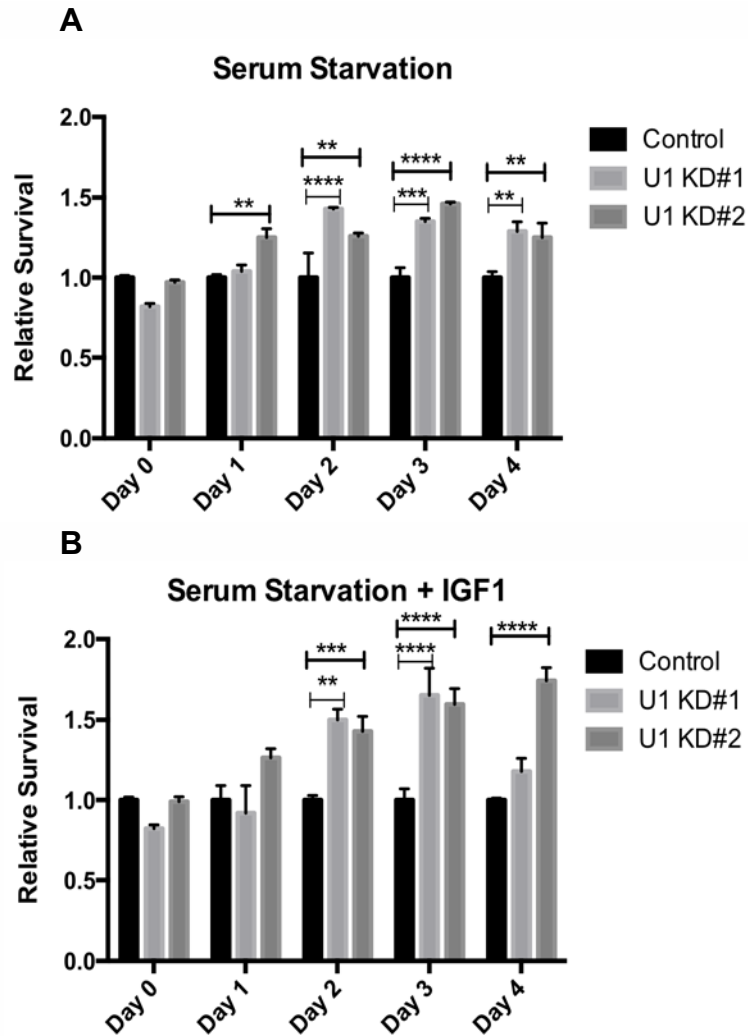 A
Serum Starvation
Relative Survival
2.0
1.5
1.0
0.5
0.0
**
**
****
****
***
**
**
Day 0
Day 1
Day 2
Day 3
Day 4
Control
U1 KD#1
U1 KD#2
B
Serum Starvation + IGF1
Relative Survival
2.0
1.5
1.0
0.5
0.0
***
**
****
****
****
Day 0
Day 1
Day 2
Day 3
Day 4
Control
U1 KD#1
U1 KD#2